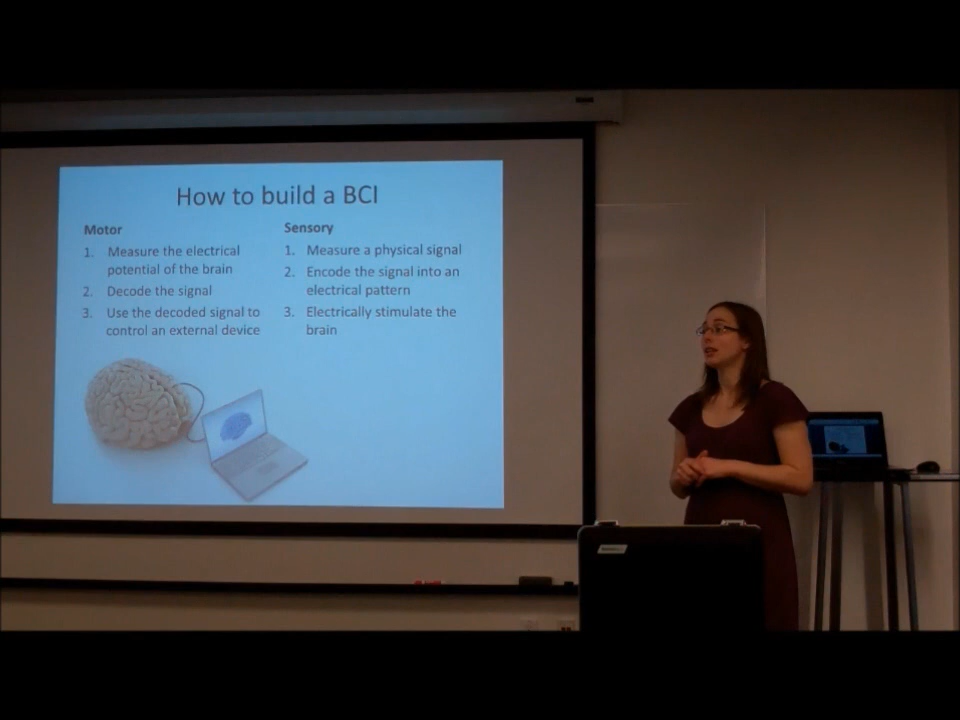 How to build a BCI
Motor
1. Measure the electrical
potential of the brain
2. Decode the signal
3. Use the decoded signal to
control an external device
Sensory
1. Measure a physical signal
2. Encode the signal into an
electrical pattern
3. Electrically stimulate the
brain